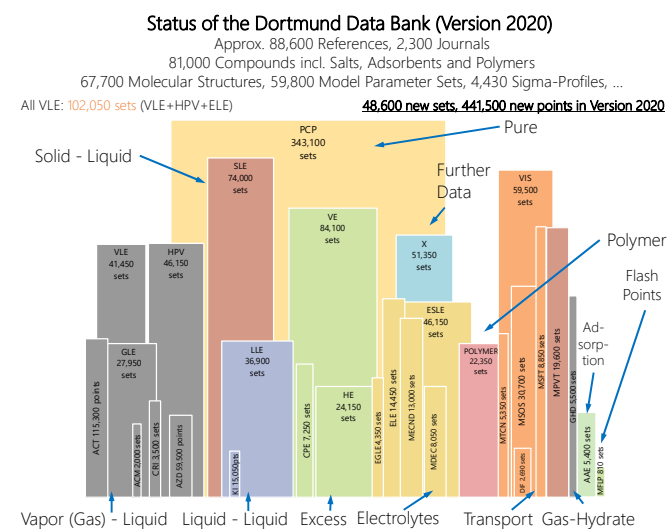 Status of the Dortmund Data Bank (Version 2020)
Approx. 88,600 References, 2,300 Journals
81,000 Compounds incl. Salts, Adsorbents and Polymers
67,700 Molecular Structures, 59,800 Model Parameter Sets, 4,430 Sigma-Profiles, ...
All VLE: 102,050 sets (VLE+HPV+ELE)
48,600 new sets, 441,500 new points in Version 2020
PCP
343,100
sets
Pure
Solid - Liquid
SLE
74,000
sets
Further
Data
VIS
59,500
sets
VE
84,100
sets
X
51,350
sets
Polymer
VLE
41,450
sets
HPV
46,150
sets
Flash
Points
ESLE
46,150
sets
Ad-
sorp-
tion
GLE
27,950
sets
LLE
36,900
sets
POLYMER
22,350
sets
HE
24,150
sets
ACT 115,300 points
ACM 2,000 sets
CRI 3,500 sets
AZD 59,500 points
KI 15,050pts
CPE 7,250 sets
EGLE 4,350 sets
ELE 14,450 sets
MECND 13,000 sets
MDEC 8,050 sets
MTCN 5,350 sets
MSOS 30,700 sets
DIF 2,690 sets
MSFT 8,850 sets
MPVT 19,600 sets
GHD 5,500 sets
AAE 5,400 sets
MFLP 810 sets
Vapor (Gas) - Liquid
Liquid - Liquid
Excess
Electrolytes
Transport
Gas-Hydrate